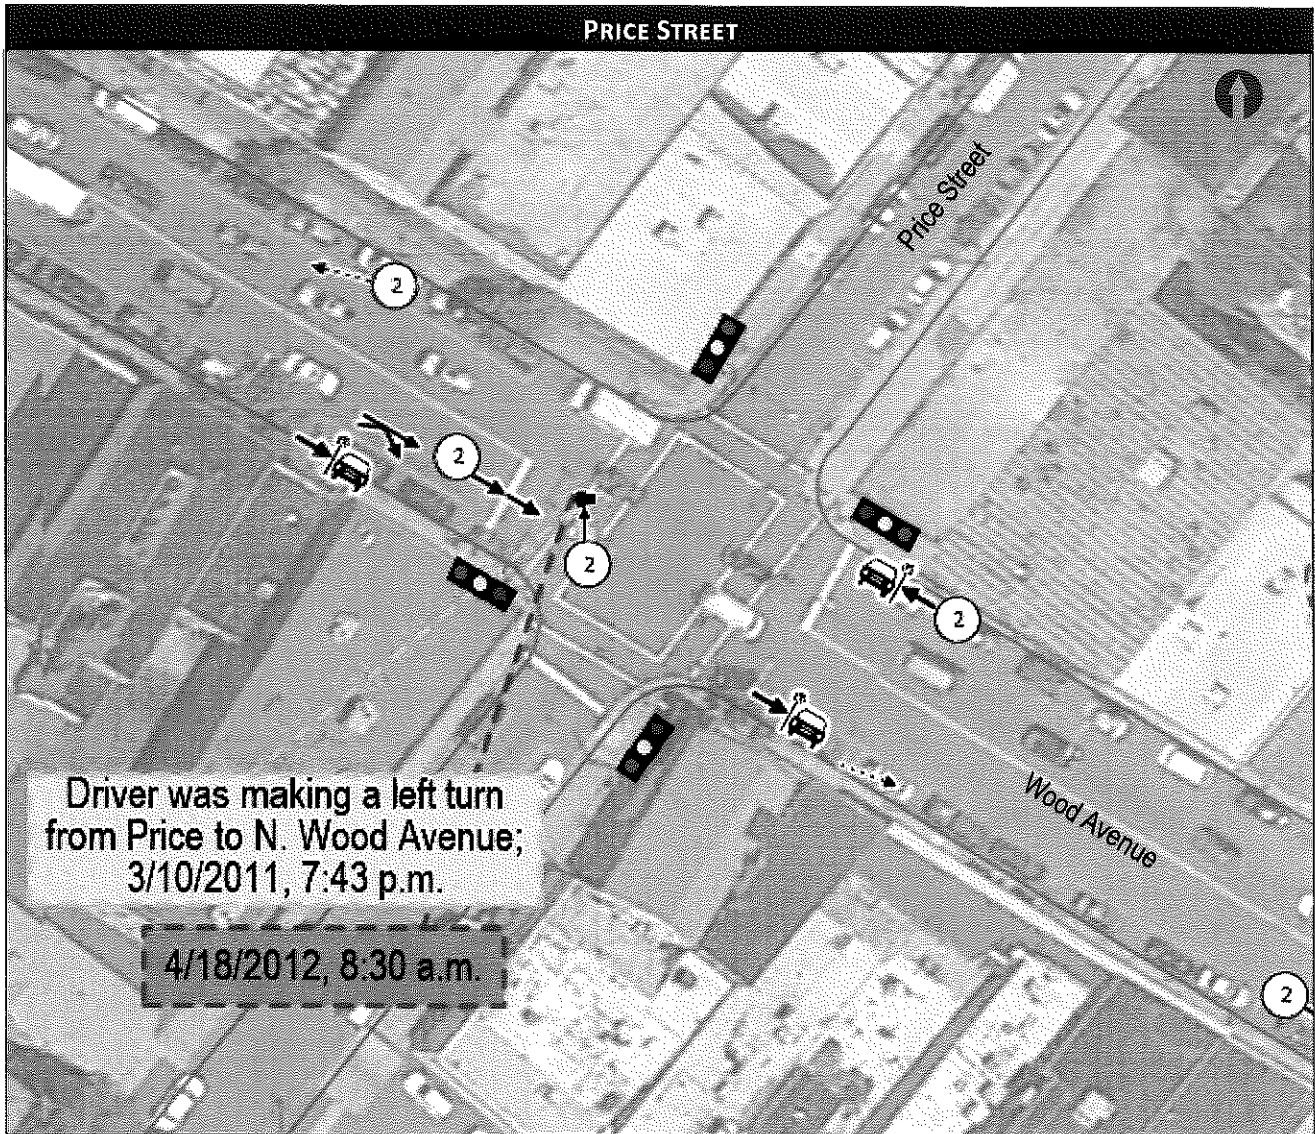 PRICE STREET
Price Street
2
2
2
2
Wood Avenue
Driver was making a left turn
from Price to N. Wood Avenue;
3/10/2011, 7:43 p.m.
4/18/2012, 8:30 a.m.
2